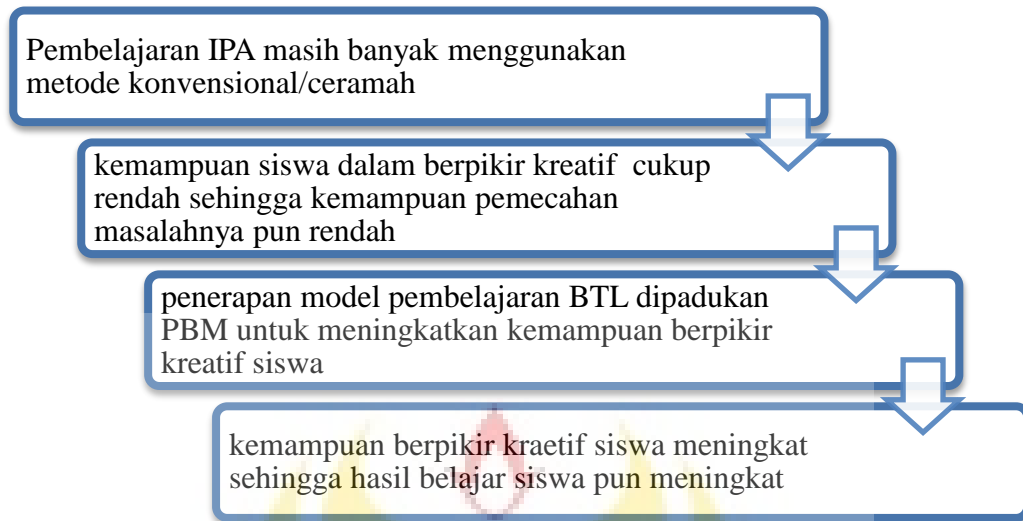 Pembelajaran IPA masih banyak menggunakan
metode konvensional/ceramah
kemampuan siswa dalam berpikir kreatif cukup
rendah sehingga kemampuan pemecahan
masalahnya pun rendah
penerapan model pembelajaran BTL dipadukan
PBM untuk meningkatkan kemampuan berpikir
kreatif siswa
kemampuan berpikir kraetif siswa meningkat
sehingga hasil belajar siswa pun meningkat